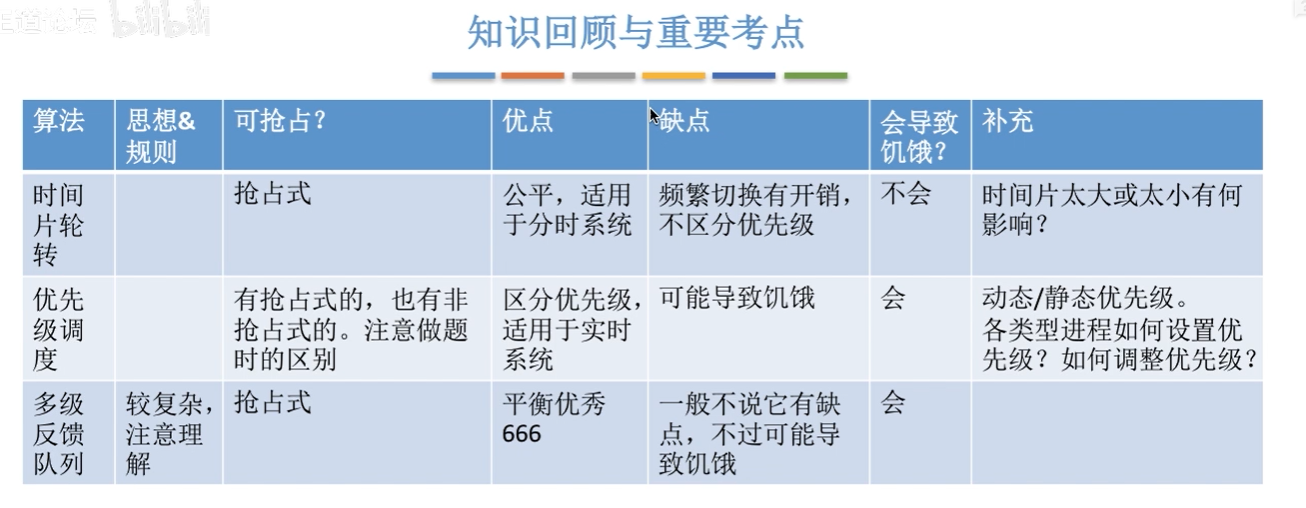 知识回顾与重要考点
算法
思想&
规则
可抢占？
优点
缺点
会导致
饥饿？
补充
时间
片轮
转
抢占式
公平，适用
于分时系统
频繁切换有开销，
不区分优先级
不会
时间片太大或太小有何
影响？
优先
级调
度
有抢占式的，也有非
抢占式的。注意做题
时的区别
区分优先级，
适用于实时
系统
可能导致饥饿
会
动态/静态优先级。
各类型进程如何设置优
先级？如何调整优先级？
多级
反馈
队列
较复杂，
注意理
解
抢占式
平衡优秀
666
一般不说它有缺
点，不过可能导
致饥饿
会